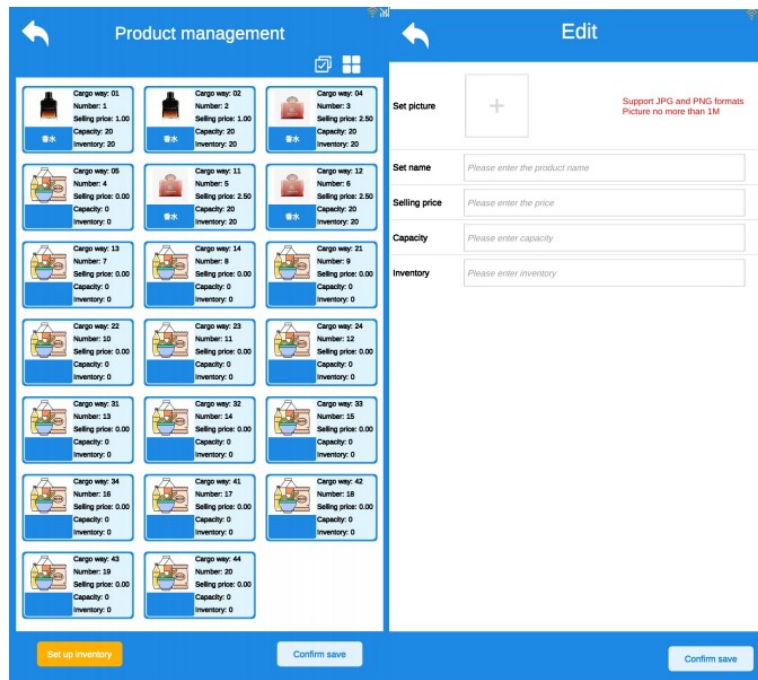 Product management
Cargo way: 01
Number: 1
Selling price: 1.00
Capacity: 20
Inventory: 20
香水
Cargo way: 02
Number: 2
Selling price: 1.00
Capacity: 20
Inventory: 20
香水
Cargo way: 04
Number: 3
Selling price: 2.50
Capacity: 20
Inventory: 20
香水
Cargo way: 05
Number: 4
Selling price: 0.00
Capacity: 0
Inventory: 0
Cargo way: 11
Number: 5
Selling price: 2.50
Capacity: 20
Inventory: 20
香水
Cargo way: 12
Number: 6
Selling price: 2.50
Capacity: 20
Inventory: 20
香水
Cargo way: 13
Number: 7
Selling price: 0.00
Capacity: 0
Inventory: 0
Cargo way: 14
Number: 8
Selling price: 0.00
Capacity: 0
Inventory: 0
Cargo way: 21
Number: 9
Selling price: 0.00
Capacity: 0
Inventory: 0
Cargo way: 22
Number: 10
Selling price: 0.00
Capacity: 0
Inventory: 0
Cargo way: 23
Number: 11
Selling price: 0.00
Capacity: 0
Inventory: 0
Cargo way: 24
Number: 12
Selling price: 0.00
Capacity: 0
Inventory: 0
Cargo way: 31
Number: 13
Selling price: 0.00
Capacity: 0
Inventory: 0
Cargo way: 32
Number: 14
Selling price: 0.00
Capacity: 0
Inventory: 0
Cargo way: 33
Number: 15
Selling price: 0.00
Capacity: 0
Inventory: 0
Cargo way: 34
Number: 16
Selling price: 0.00
Capacity: 0
Inventory: 0
Cargo way: 41
Number: 17
Selling price: 0.00
Capacity: 0
Inventory: 0
Cargo way: 42
Number: 18
Selling price: 0.00
Capacity: 0
Inventory: 0
Cargo way: 43
Number: 19
Selling price: 0.00
Capacity: 0
Inventory: 0
Cargo way: 44
Number: 20
Selling price: 0.00
Capacity: 0
Inventory: 0
Set up inventory
Confirm save
Edit
Set picture
Support JPG and PNG formats
Picture no more than 1M
Set name
Please enter the product name
Selling price
Please enter the price
Capacity
Please enter capacity
Inventory
Please enter inventory
Confirm save